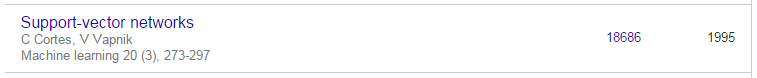 Support-vector networks 18686 1995
C Cortes, V Vapnik
Machine learning 20 (3), 273-297